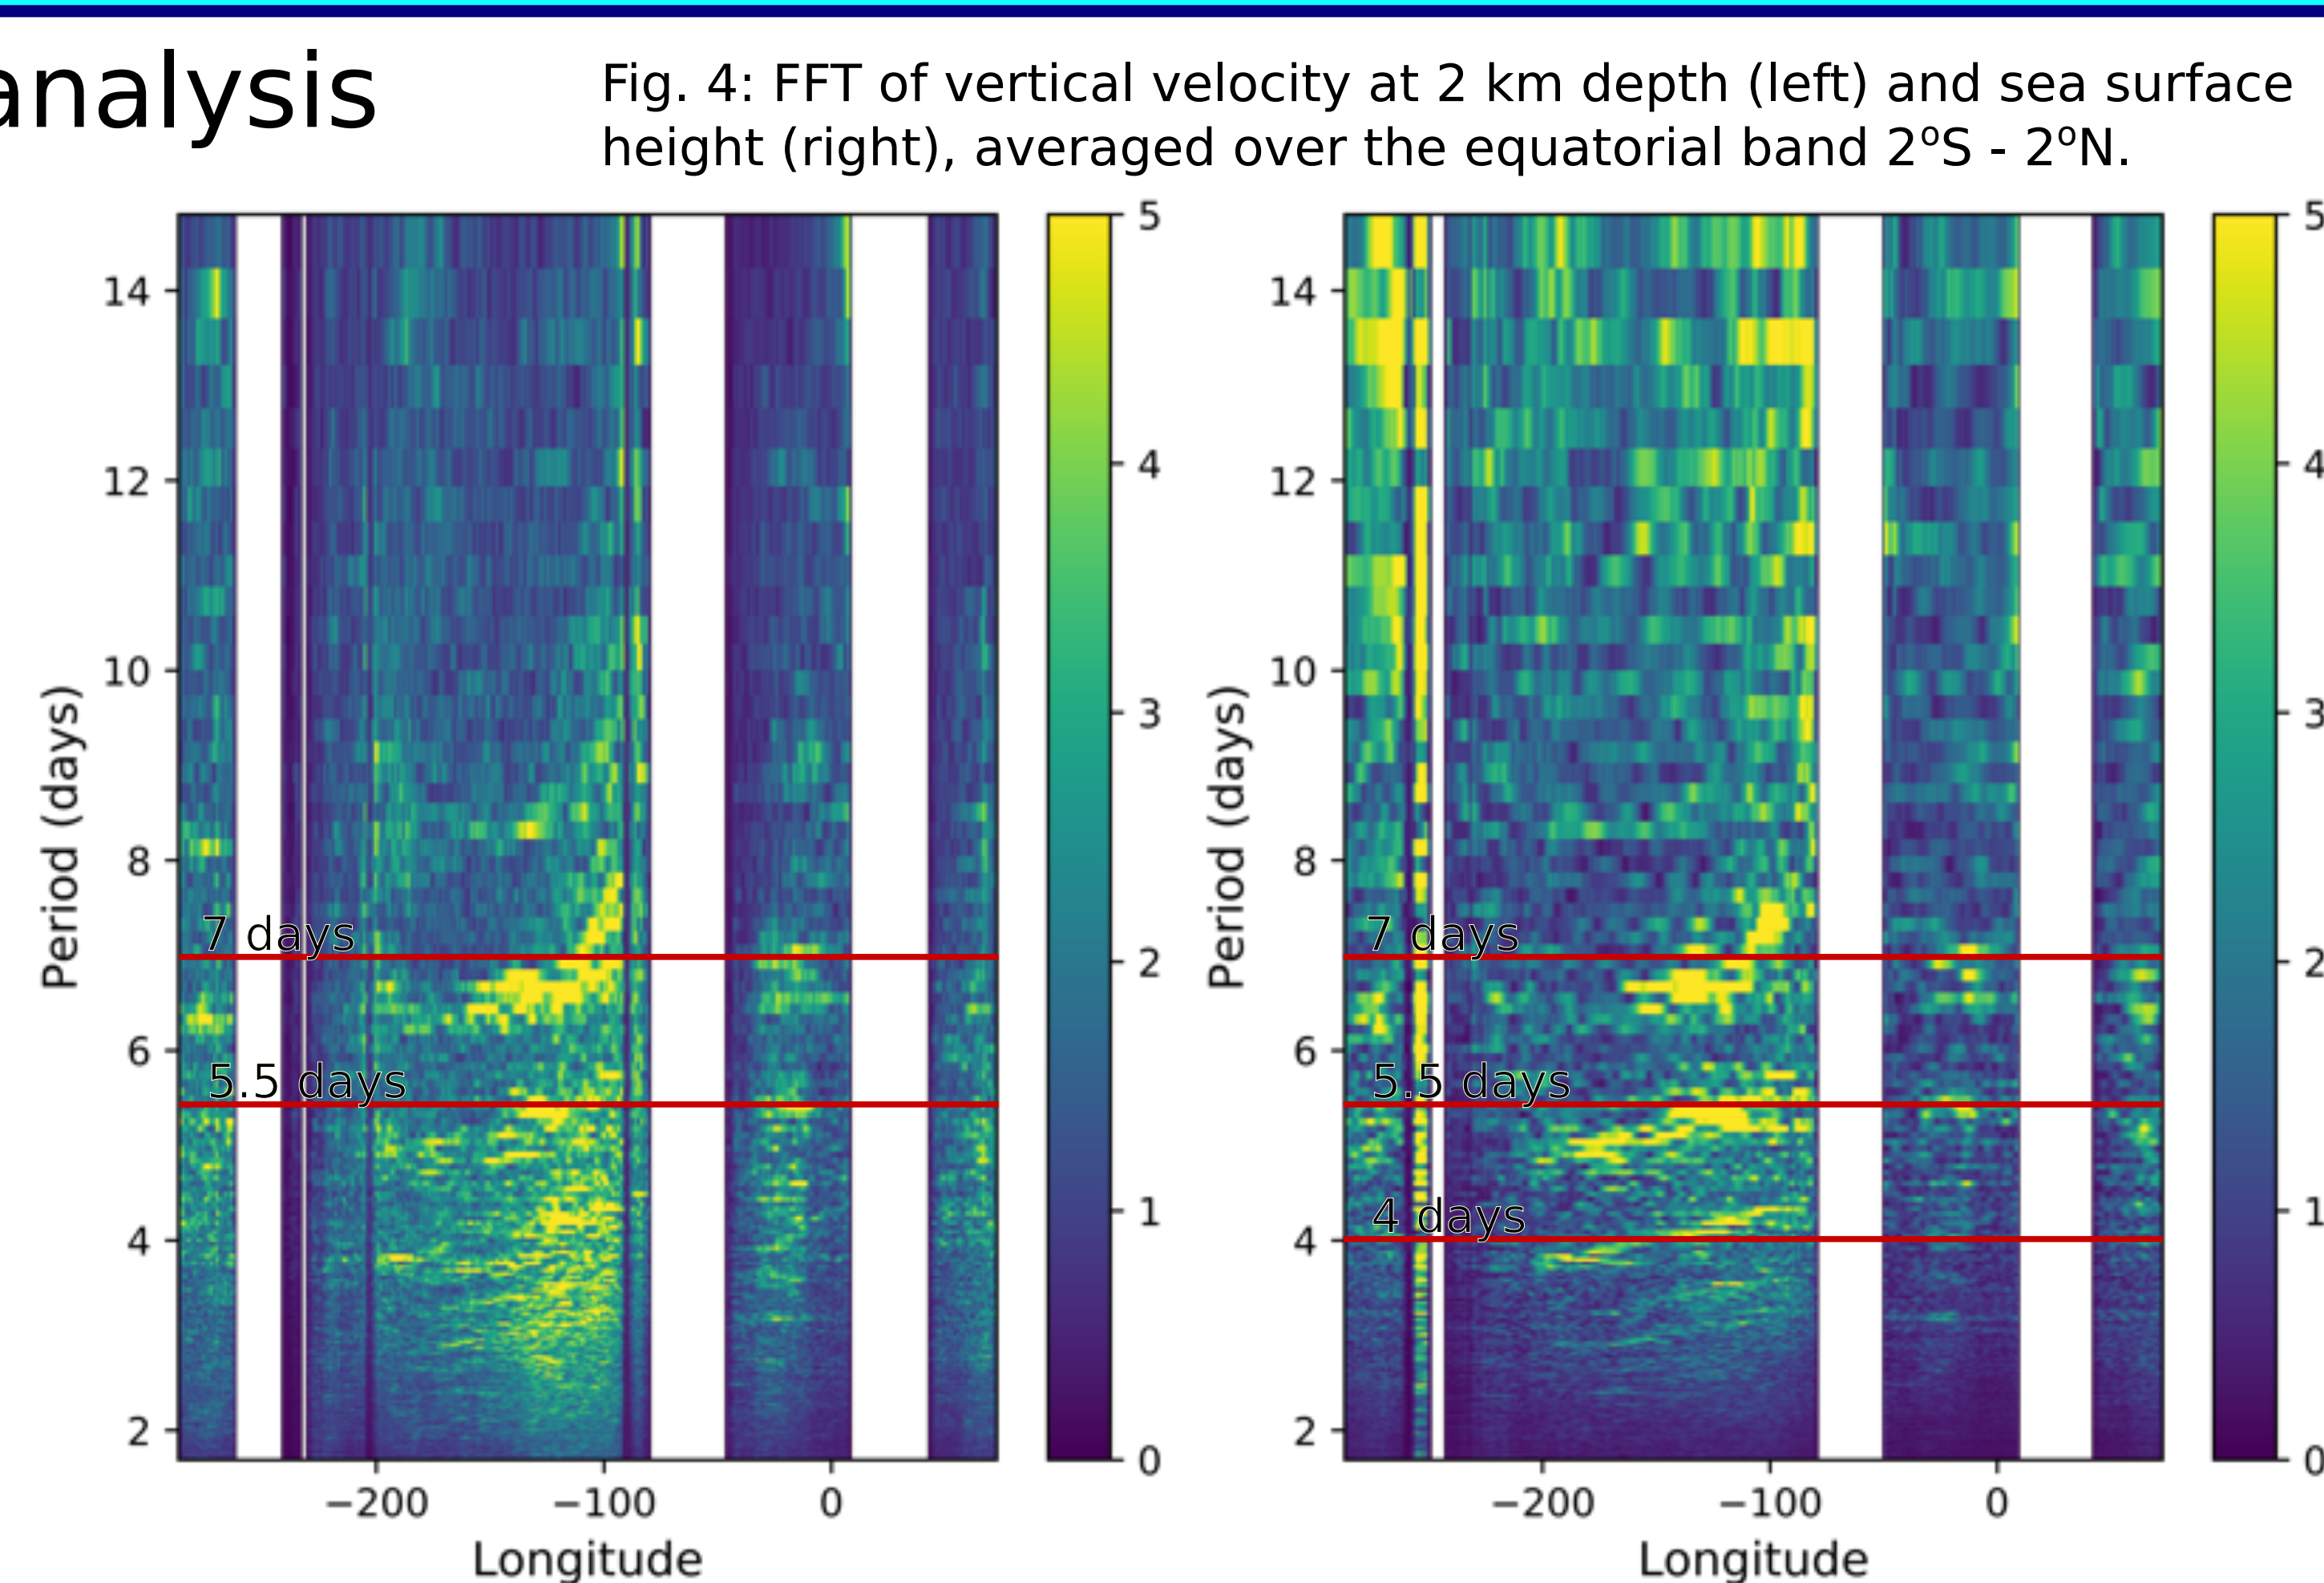 analysis
Fig. 4: FFT of vertical velocity at 2 km depth (left) and sea surface
height (right), averaged over the equatorial band 2ºS - 2ºN.
Period (days)
14
12
10
8
6
4
2
7 days
5.5 days
−200
−100
0
Longitude
5
4
3
2
1
0
Period (days)
14
12
10
8
6
4
2
7 days
5.5 days
4 days
−200
−100
0
Longitude
5
4
3
2
1
0